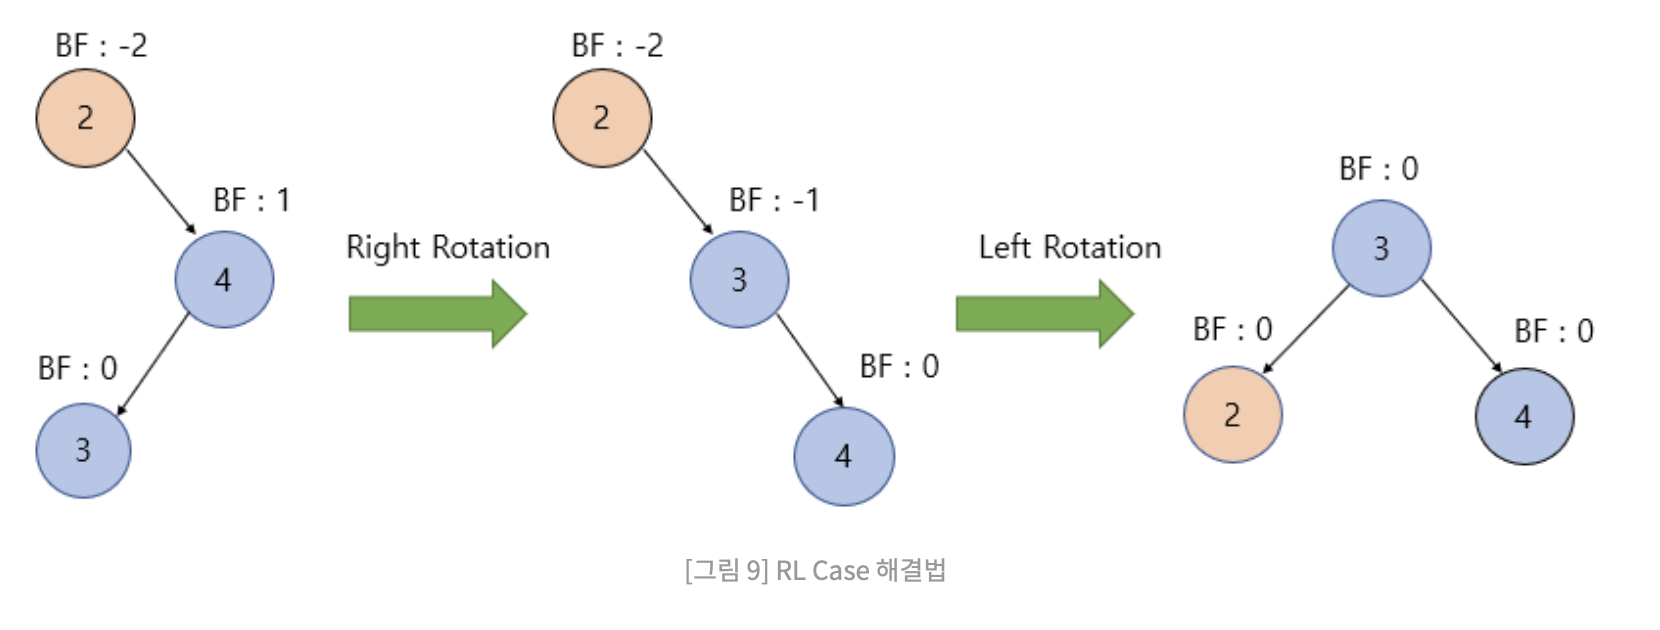 BF : -2
2
BF : 1
4
BF : 0
3
Right Rotation
BF : -2
2
BF : -1
3
BF : 0
4
Left Rotation
BF : 0
3
BF : 0
2
BF : 0
4
[그림 9] RL Case 해결법